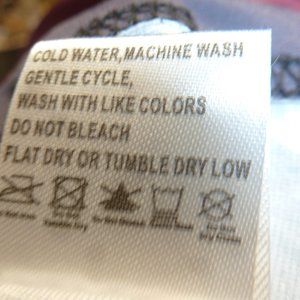 COLD WATER,MACHINE WASH
GENTLE CYCLE,
WASH WITH LIKE COLORS
DO NOT BLEACH
FLAT DRY OR TUMBLE DRY LOW